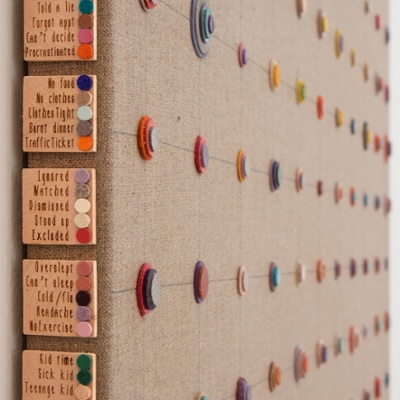 Told a lie
Forgot appt
Can't decide
Procrastinated
No food
No clothes
Clothes Tight
Burnt dinner
Traffic Ticket
Ignored
Watched
Dismissed
Stood up
Excluded
Overslept
Can't sleep
Cold/flu
Headache
No Exercise
Kid time
Sick kid
Teenage kid